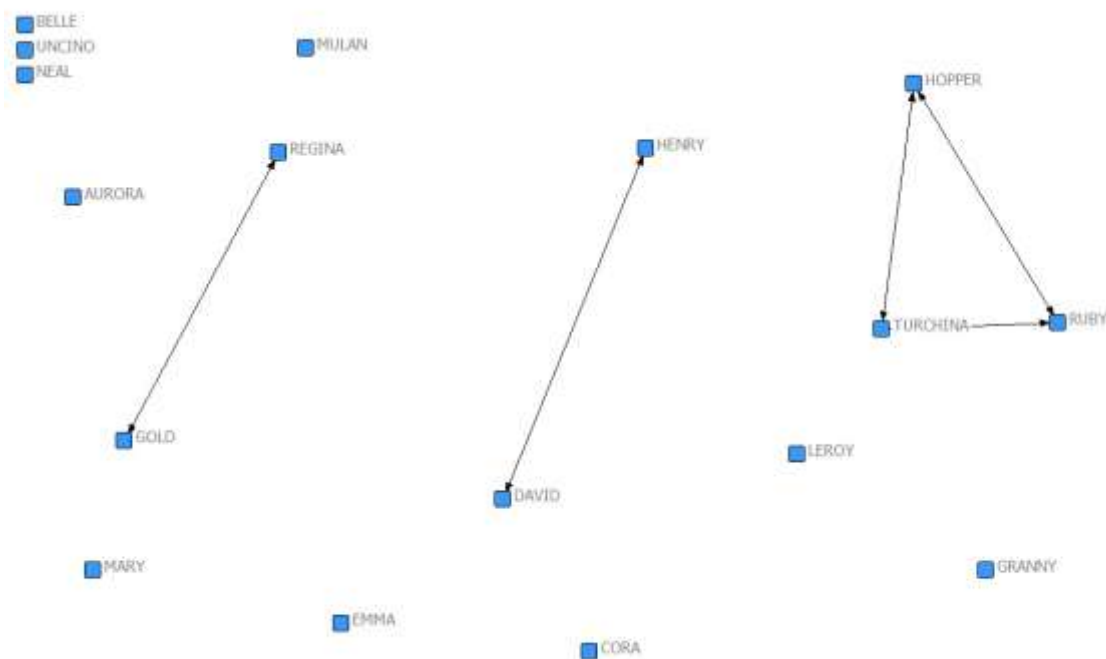 BELLE
UNCINO
MULAN
NEAL
HOPPER
REGINA
HENRY
AURORA
TURCHINA
RUBY
GOLD
LEROY
DAVID
MARY
GRANNY
EMMA
CORA